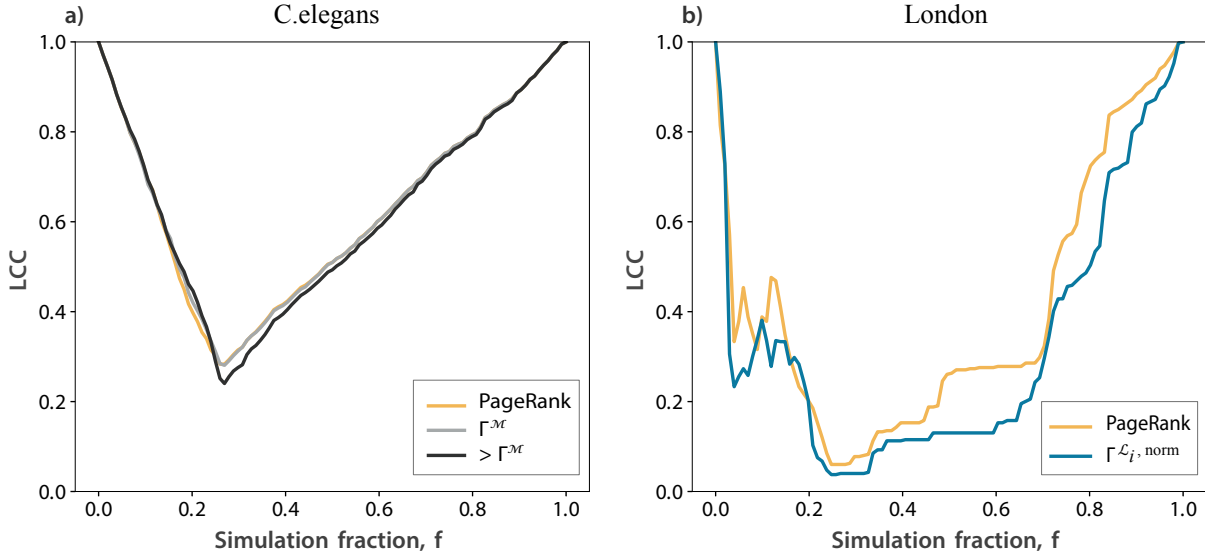 a) C.elegans
1.0
0.8
0.6
0.4
0.2
0.0
LCC
0.0 0.2 0.4 0.6 0.8 1.0
Simulation fraction, f
PageRank
Γ^ℳ
> Γ^ℳ
b) London
1.0
0.8
0.6
0.4
0.2
0.0
LCC
0.0 0.2 0.4 0.6 0.8 1.0
Simulation fraction, f
PageRank
Γ^ℒi, norm